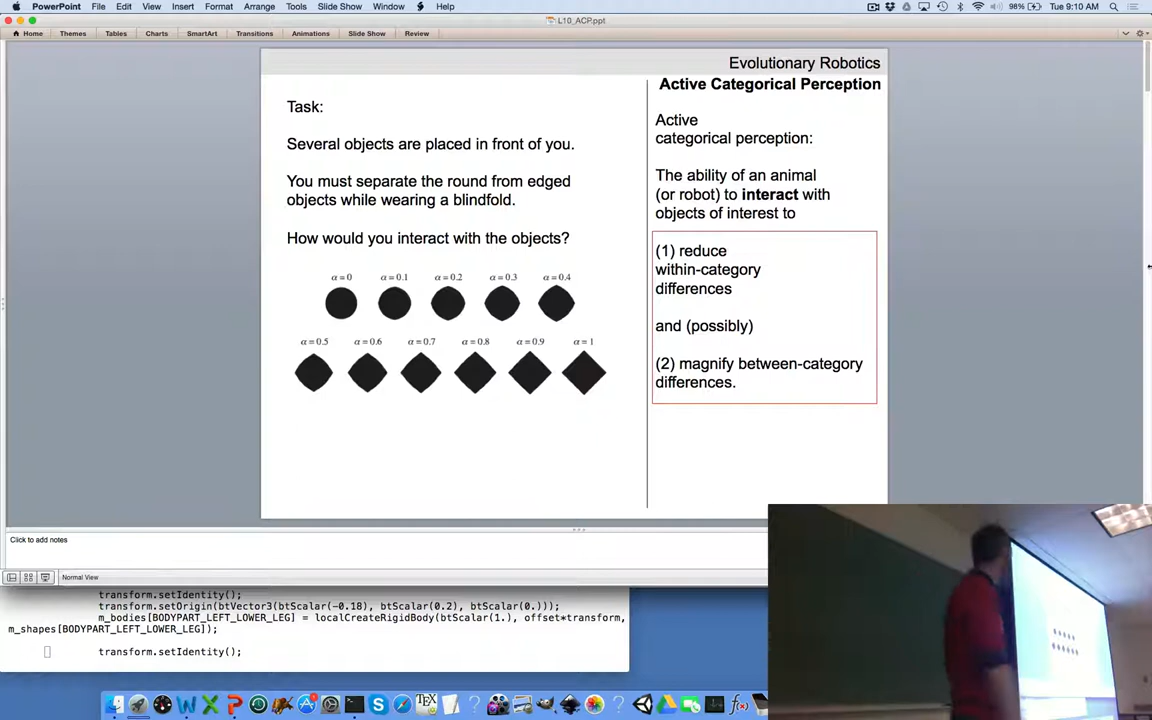 PowerPoint File Edit View Insert Format Arrange Tools Slide Show Window Help 98% Tue 9:10 AM
L10_ACP.ppt
Home Themes Tables Charts SmartArt Transitions Animations Slide Show Review
Evolutionary Robotics
Active Categorical Perception
Task:
Several objects are placed in front of you.
You must separate the round from edged
objects while wearing a blindfold.
How would you interact with the objects?
α=0 α=0.1 α=0.2 α=0.3 α=0.4
α=0.5 α=0.6 α=0.7 α=0.8 α=0.9 α=1
Active
categorical perception:
The ability of an animal
(or robot) to interact with
objects of interest to
(1) reduce
within-category
differences
and (possibly)
(2) magnify between-category
differences.
Click to add notes
Normal View
transform.setIdentity();
transform.setOrigin(btVector3(btScalar(-0.18), btScalar(0.2), btScalar(0.)));
m_bodies[BODYPART_LEFT_LOWER_LEG] = localCreateRigidBody(btScalar(1.), offset*transform,
m_shapes[BODYPART_LEFT_LOWER_LEG]);
transform.setIdentity();